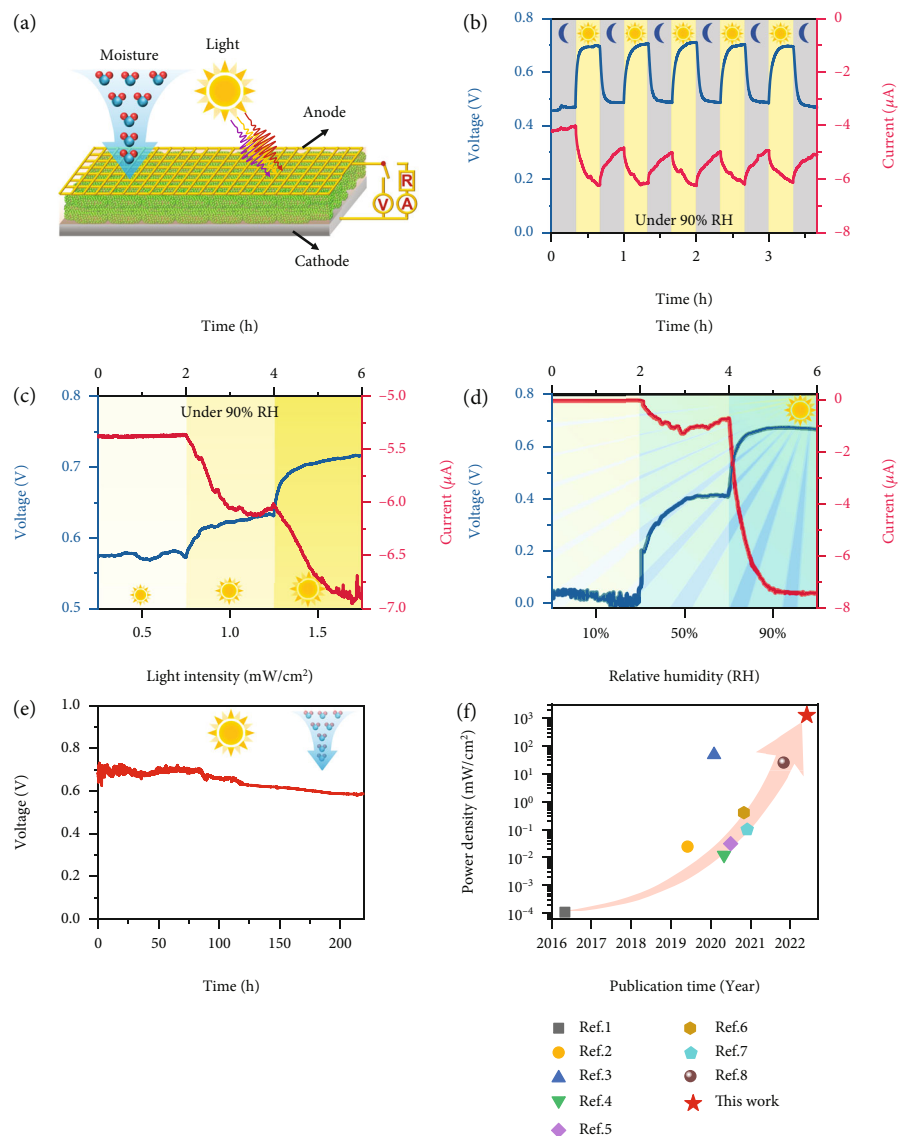 (a)
Moisture
Light
Anode
R
V
A
Cathode
(b)
0.8
0.6
0.4
0.2
0.0
Voltage (V)
0
−2
−4
−6
−8
Current (μA)
Under 90% RH
0
1
2
3
Time (h)
(c)
Time (h)
0
2
4
6
0.8
0.7
0.6
0.5
Voltage (V)
Under 90% RH
−5.0
−5.5
−6.0
−6.5
−7.0
Current (μA)
0.5
1.0
1.5
Light intensity (mW/cm²)
(d)
Time (h)
0
2
4
6
0.8
0.6
0.4
0.2
0.0
Voltage (V)
0
−2
−4
−6
−8
Current (μA)
10%
50%
90%
Relative humidity (RH)
(e)
1.0
0.8
0.6
0.4
0.2
0.0
Voltage (V)
0
50
100
150
200
Time (h)
(f)
10³
10²
10¹
10⁰
10⁻¹
10⁻²
10⁻³
10⁻⁴
Power density (mW/cm²)
2016
2017
2018
2019
2020
2021
2022
Publication time (Year)
Ref.1
Ref.2
Ref.3
Ref.4
Ref.5
Ref.6
Ref.7
Ref.8
This work